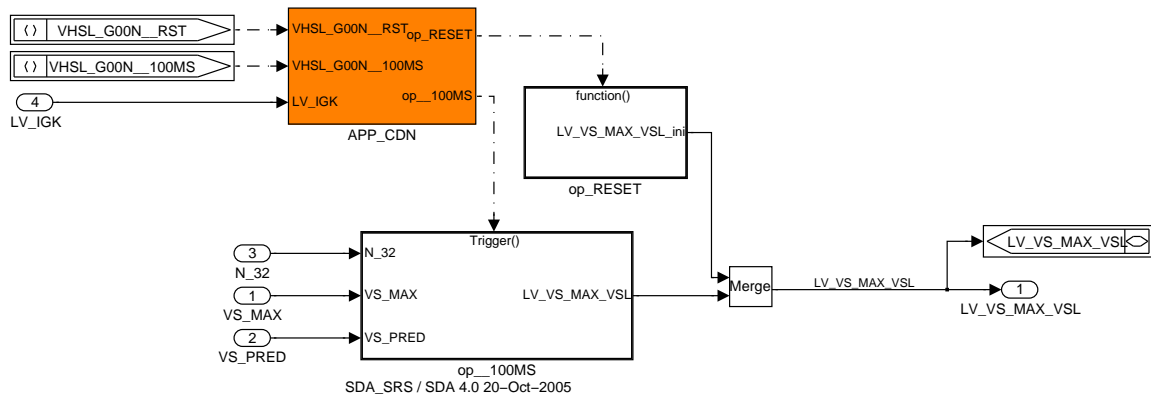 VHSL_G00N__RST
VHSL_G00N__100MS
4
LV_IGK
VHSL_G00N__RST
op_RESET
VHSL_G00N__100MS
op__100MS
LV_IGK
APP_CDN
function()
LV_VS_MAX_VSL_ini
op_RESET
Trigger()
3
N_32
1
VS_MAX
2
VS_PRED
N_32
VS_MAX
LV_VS_MAX_VSL
VS_PRED
op__100MS
SDA_SRS / SDA 4.0 20−Oct−2005
Merge
LV_VS_MAX_VSL
LV_VS_MAX_VSL
1
LV_VS_MAX_VSL